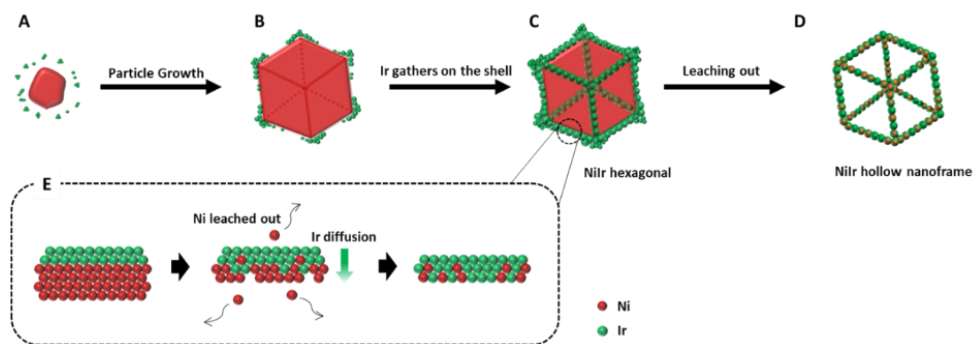 A
B
C
D
Particle Growth
Ir gathers on the shell
Leaching out
NiIr hexagonal
NiIr hollow nanoframe
E
Ni leached out
Ir diffusion
Ni
Ir